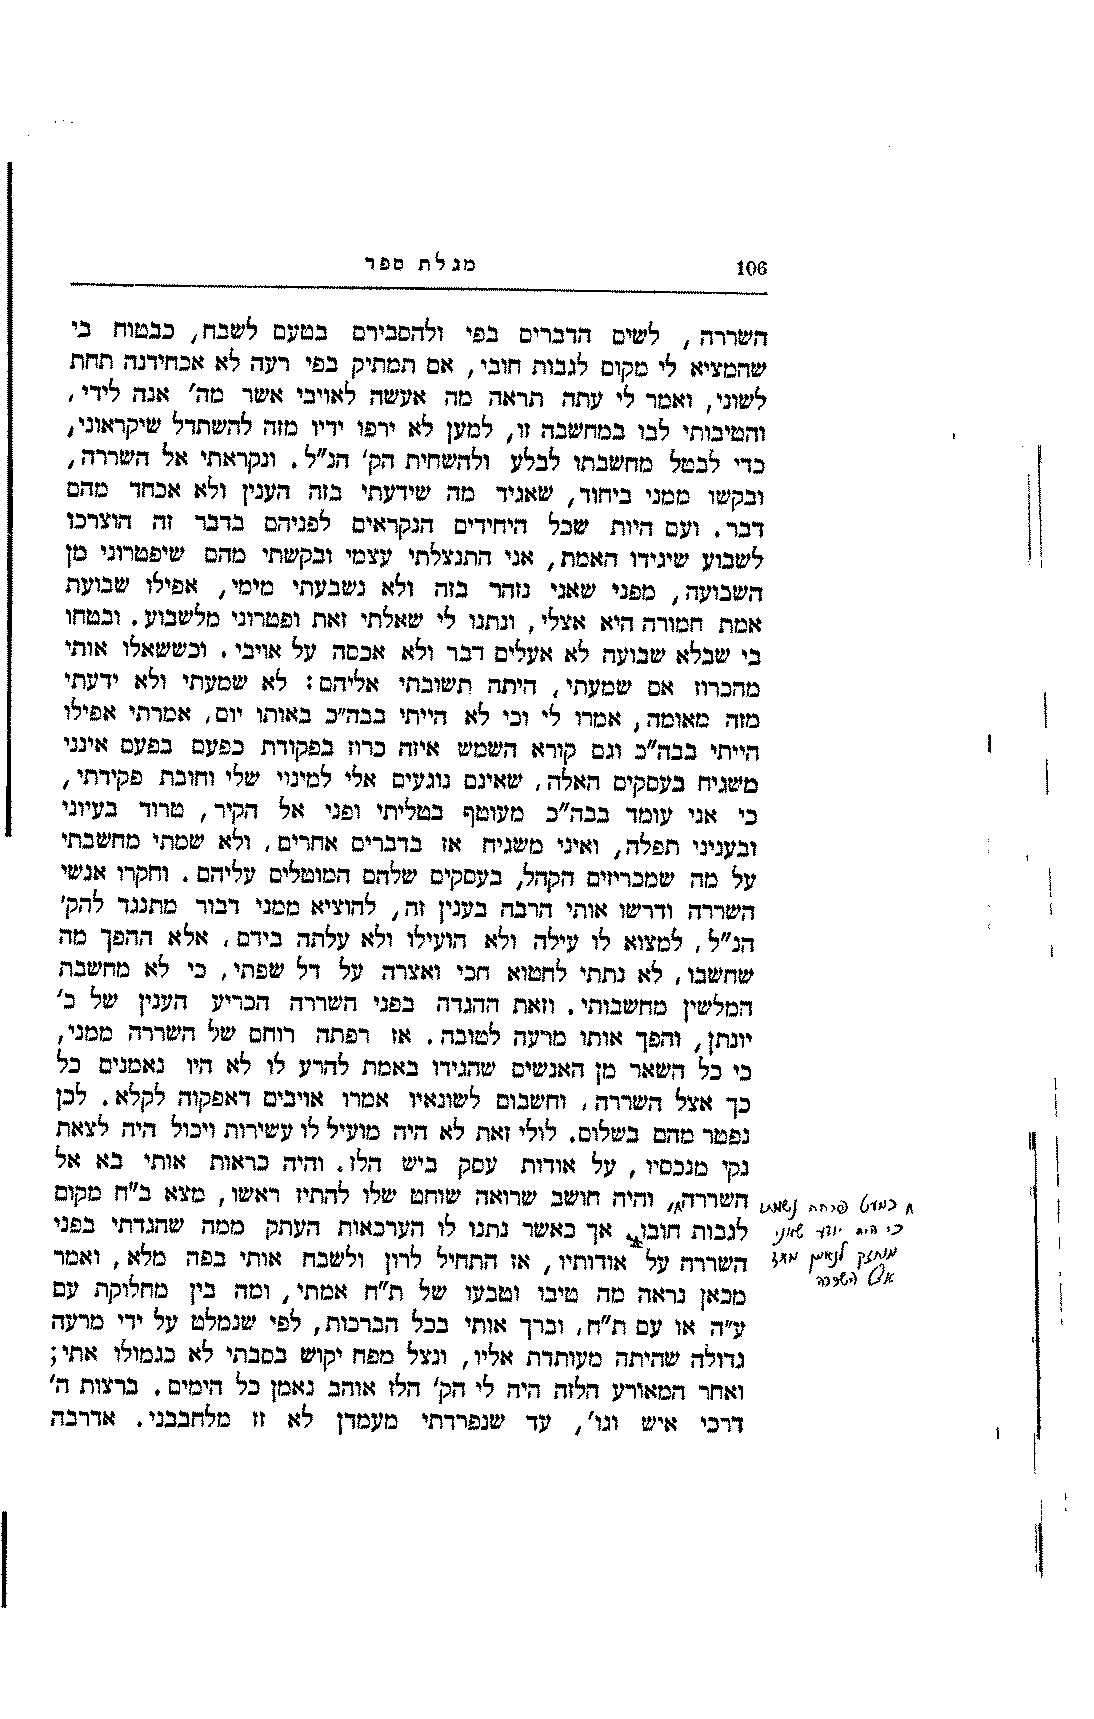 106
מגלת ספר
השררה, לשים הדברים בפי ולהסבירם בטעם לשבח, כבטוח בי
שהמציא לי מקום לגבות חובי, אם תמתיק בפי רעה לא אכחידנה תחת
לשוני, ואמר לי עתה תראה מה אעשה לאויבי אשר מה' אנה לידי,
והטיבותי לבו במחשבה זו, למען לא ירפו ידיו מזה להשתדל שיקראוני,
כדי לבטל מחשבתו לבלע ולהשחית הק' הנ"ל. ונקראתי אל השררה,
ובקשו ממני ביחוד, שאגיד מה שידעתי בזה הענין ולא אכחד מהם
דבר. ועם היות שכל היחידים הנקראים לפניהם בדבר זה הוצרכו
לשבוע שיגידו האמת, אני התנצלתי עצמי ובקשתי מהם שיפטרוני מן
השבועה, מפני שאני נזהר בזה ולא נשבעתי מימי, אפילו שבועת
אמת חמורה היא אצלי, ונתנו לי שאלתי זאת ופטרוני מלשבוע. ובטחו
בי שבלא שבועה לא אעלים דבר ולא אכסה על אויבי. וכששאלו אותי
מהכרוז אם שמעתי, היתה תשובתי אליהם: לא שמעתי ולא ידעתי
מזה מאומה, אמרו לי וכי לא הייתי בבה"כ באותו יום, אמרתי אפילו
הייתי בבה"כ וגם קורא השמש איזה כרוז בפקודת כפעם בפעם אינני
משגיח בעסקים האלה, שאינם נוגעים אלי למינוי שלי וחובת פקידתי,
כי אני עומד בבה"כ מעוטף בטליתי ופני אל הקיר, טרוד בעיוני
ובעניני תפלה, ואיני משגיח אז בדברים אחרים, ולא שמתי מחשבתי
על מה שמכריזים הקהל, בעסקים שלהם המוטלים עליהם. וחקרו אנשי
השררה ודרשו אותי הרבה בענין זה, להוציא ממני דבור מתנגד להק'
הנ"ל, למצוא לו עילה ולא הועילו ולא עלתה בידם, אלא ההפך מה
שחשבו, לא נתתי לחטוא חכי ואצרה על דל שפתי, כי לא מחשבת
המלשין מחשבותי. וזאת ההגדה בפני השררה הכריע הענין של כ'
יונתן, והפך אותו מרעה לטובה. אז רפתה רוחם של השררה ממני,
כי כל השאר מן האנשים שהגידו באמת להרע לו לא היו נאמנים כל
כך אצל השררה, וחשבום לשונאיו אמרו אויבים דאפקוה לקלא. לכן
נפטר מהם בשלום. לולי זאת לא היה מועיל לו עשירות ויכול היה לצאת
נקי מנכסיו, על אודות עסק ביש הלז. והיה כראות אותי בא אל
השררה, והיה חושב שרואה שוחט שלו להתיז ראשו, מצא ב"ח מקום
לגבות חובו, אך כאשר נתנו לו הערכאות העתק ממה שהגדתי בפני
השררה על אודותיו, אז התחיל לרון ולשבח אותי בפה מלא, ואמר
מכאן נראה מה טיבו וטבעו של ת"ח אמתי, ומה בין מחלוקת עם
ע"ה או עם ת"ח, וברך אותי בכל הברכות, לפי שנמלט על ידי מרעה
גדולה שהיתה מעותדת אליו, ונצל מפח יקוש בסבתי לא כגמולו אתי;
ואחר המאורע הלזה היה לי הק' הלז אוהב נאמן כל הימים. ברצות ה'
דרכי איש וגו', עד שנפרדתי מעמדן לא זז מלחבבני. אדרבה
כמעט פרחה נשמתו
כי היה יודע שאני
מוחזק לנאמן מאד
אצל השררה